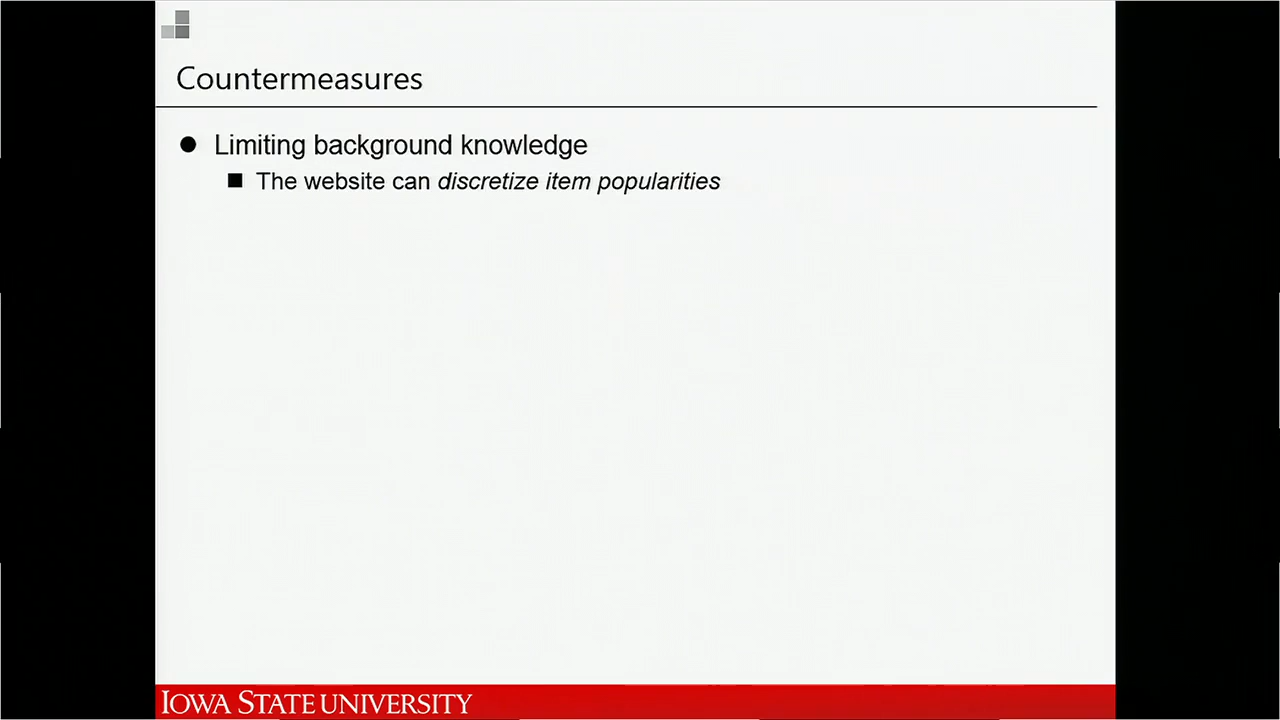 Countermeasures
Limiting background knowledge
The website can discretize item popularities
IOWA STATE UNIVERSITY